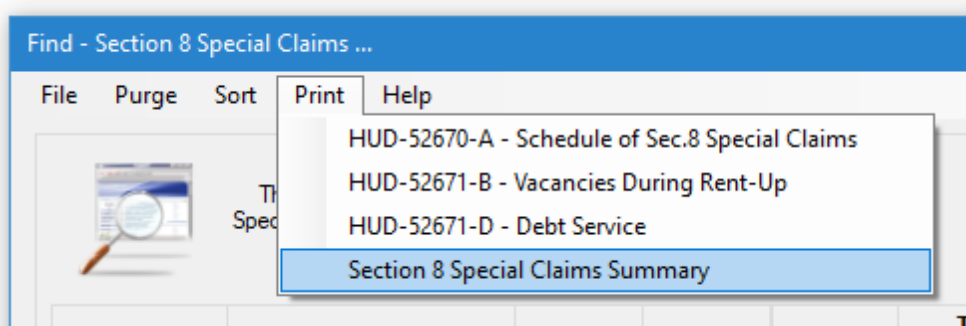 Find - Section 8 Special Claims ...
File Purge Sort Print Help
HUD-52670-A - Schedule of Sec.8 Special Claims
HUD-52671-B - Vacancies During Rent-Up
HUD-52671-D - Debt Service
Section 8 Special Claims Summary